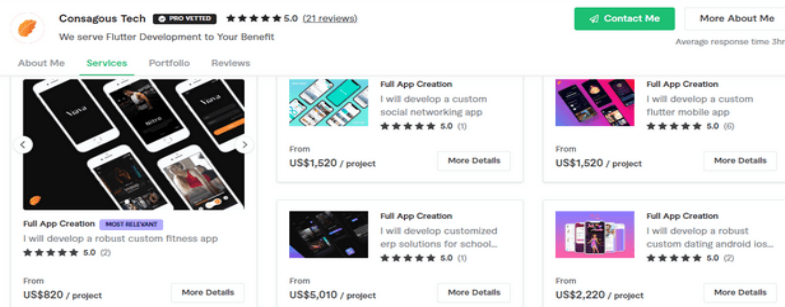 Consagous Tech PRO VETTED ★★★★★ 5.0 (21 reviews)
We serve Flutter Development to Your Benefit
Contact Me
More About Me
Average response time 3hr
About Me Services Portfolio Reviews
Full App Creation MOST RELEVANT
I will develop a robust custom fitness app
★★★★★ 5.0 (2)
From
US$820 / project
More Details
Full App Creation
I will develop a custom
social networking app
★★★★★ 5.0 (1)
From
US$1,520 / project
More Details
Full App Creation
I will develop a custom
flutter mobile app
★★★★★ 5.0 (6)
From
US$1,520 / project
More Details
Full App Creation
I will develop customized
erp solutions for school...
★★★★★ 5.0 (1)
From
US$5,010 / project
More Details
Full App Creation
I will develop a robust
custom dating android ios...
★★★★★ 5.0 (2)
From
US$2,220 / project
More Details